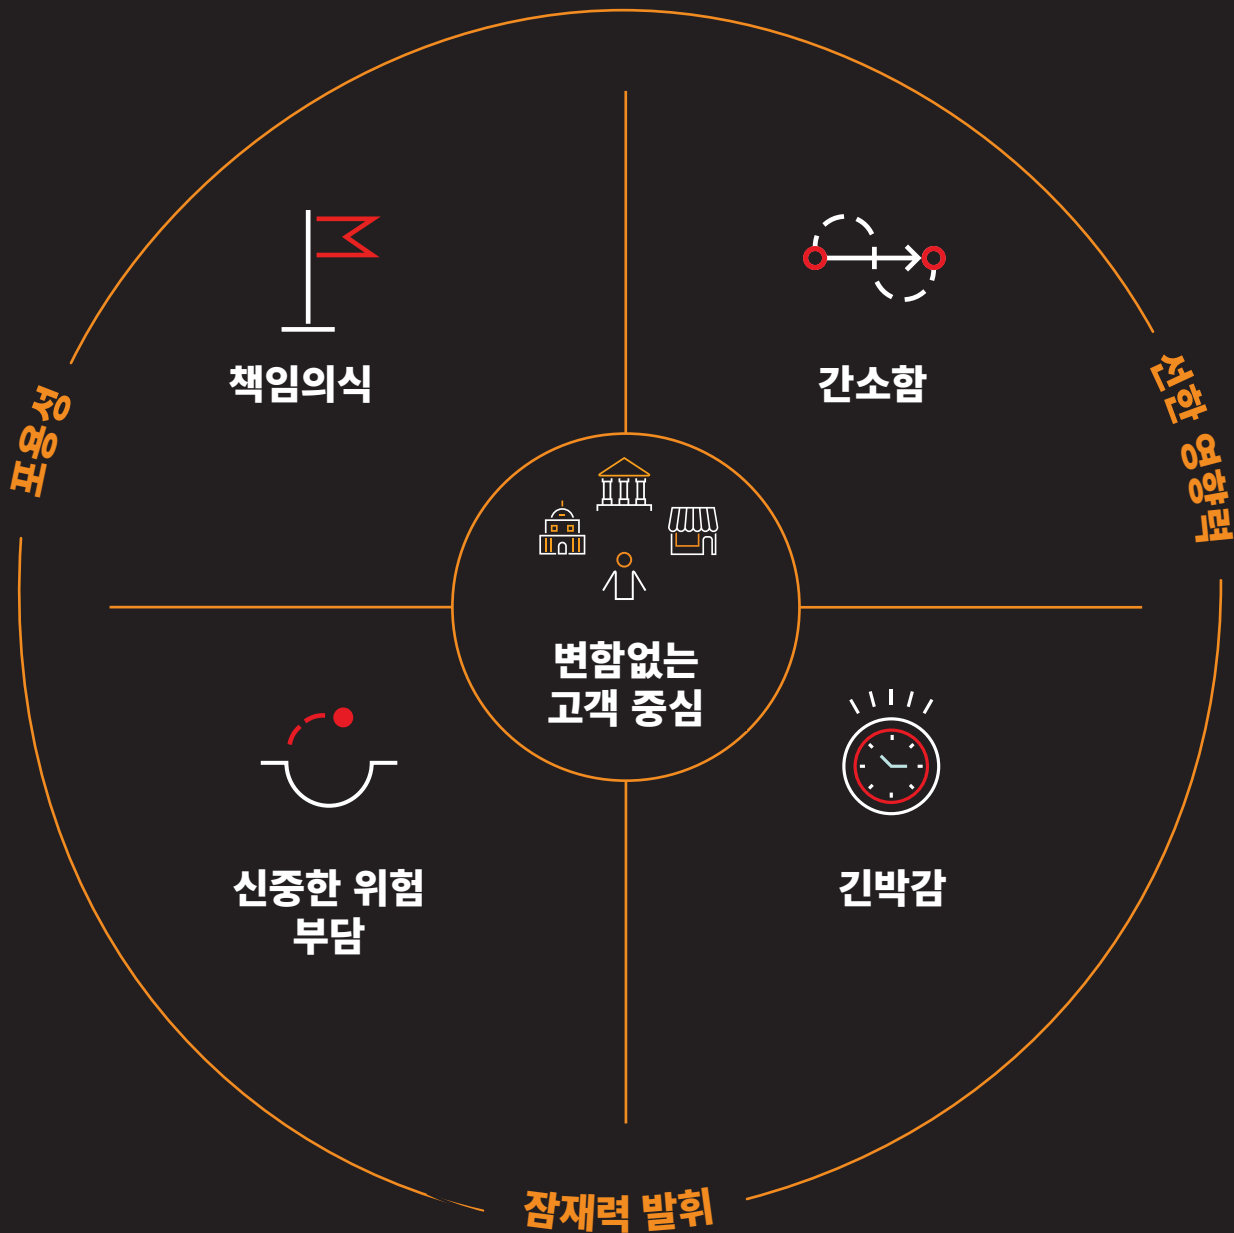 책임의식
간소함
포용성
선한 영향력
변함없는
고객 중심
신중한 위험
부담
긴박감
잠재력 발휘